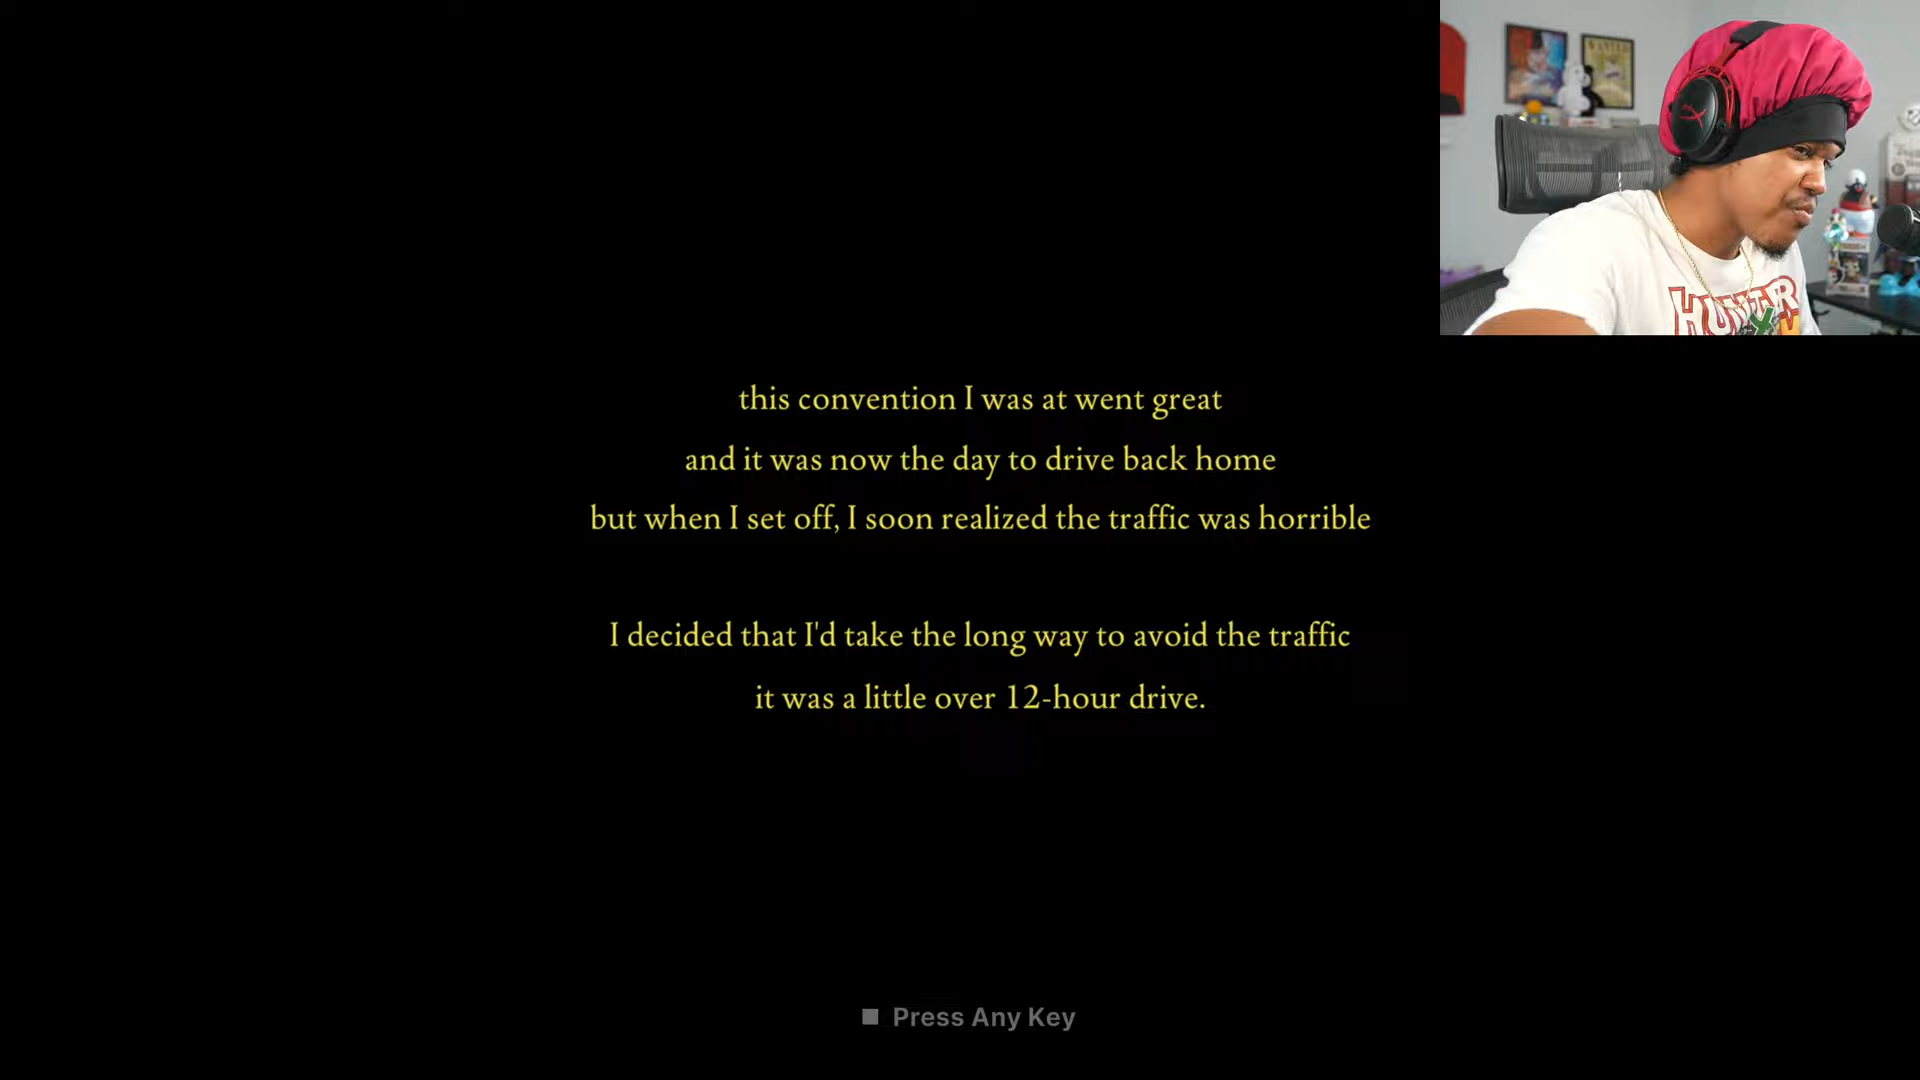 WANTED
HUNTR
X
this convention I was at went great
and it was now the day to drive back home
but when I set off, I soon realized the traffic was horrible
I decided that I'd take the long way to avoid the traffic
it was a little over 12-hour drive.
Press Any Key